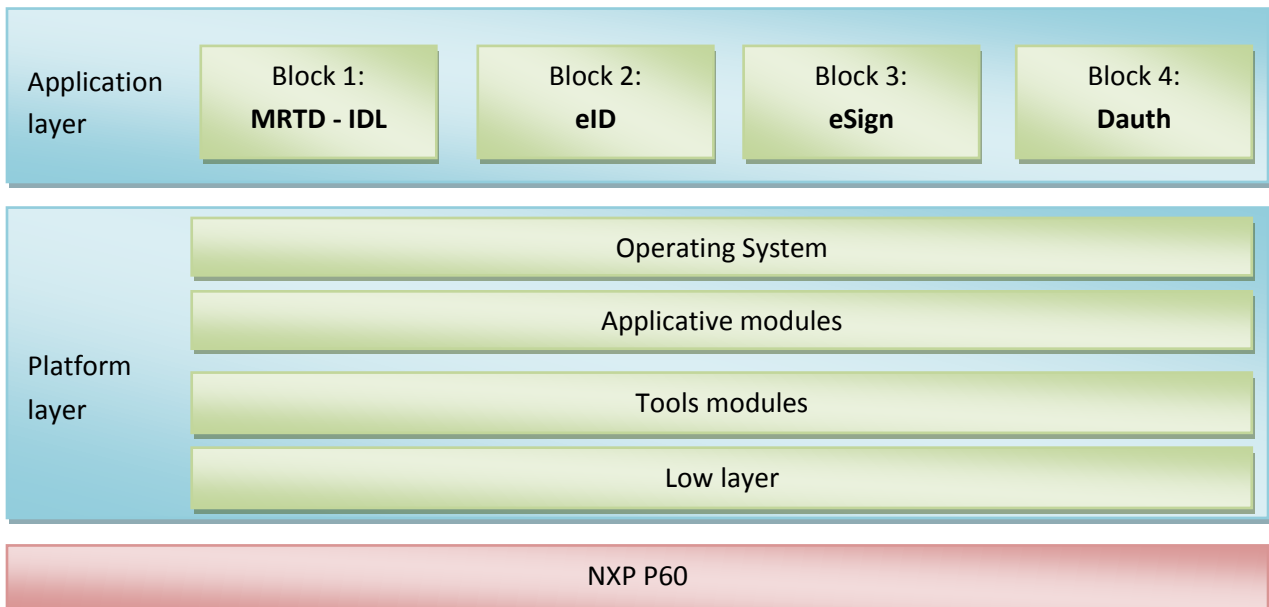 Application
layer
Block 1:
MRTD - IDL
Block 2:
eID
Block 3:
eSign
Block 4:
Dauth
Platform
layer
Operating System
Applicative modules
Tools modules
Low layer
NXP P60